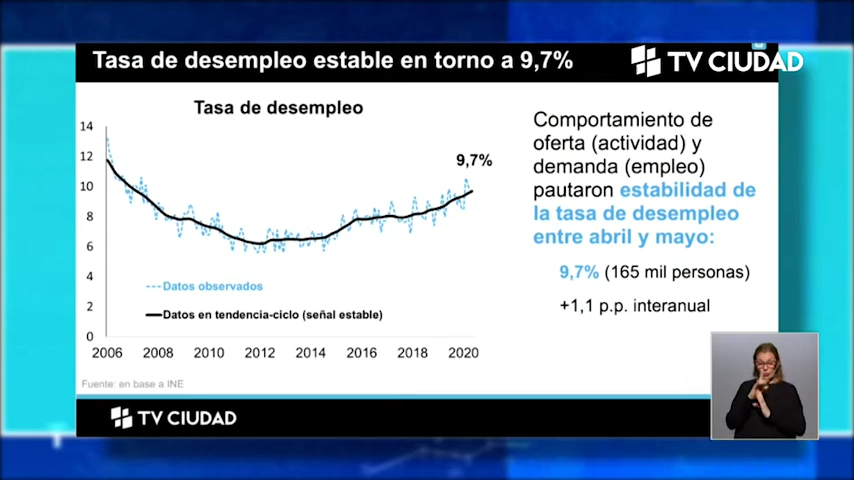 Tasa de desempleo estable en torno a 9,7%
TV CIUDAD
Tasa de desempleo
14
12
10
8
6
4
2
0
9,7%
Datos observados
Datos en tendencia-ciclo (señal estable)
2006 2008 2010 2012 2014 2016 2018 2020
Fuente: en base a INE
Comportamiento de
oferta (actividad) y
demanda (empleo)
pautaron estabilidad de
la tasa de desempleo
entre abril y mayo:
9,7% (165 mil personas)
+1,1 p.p. interanual
TV CIUDAD